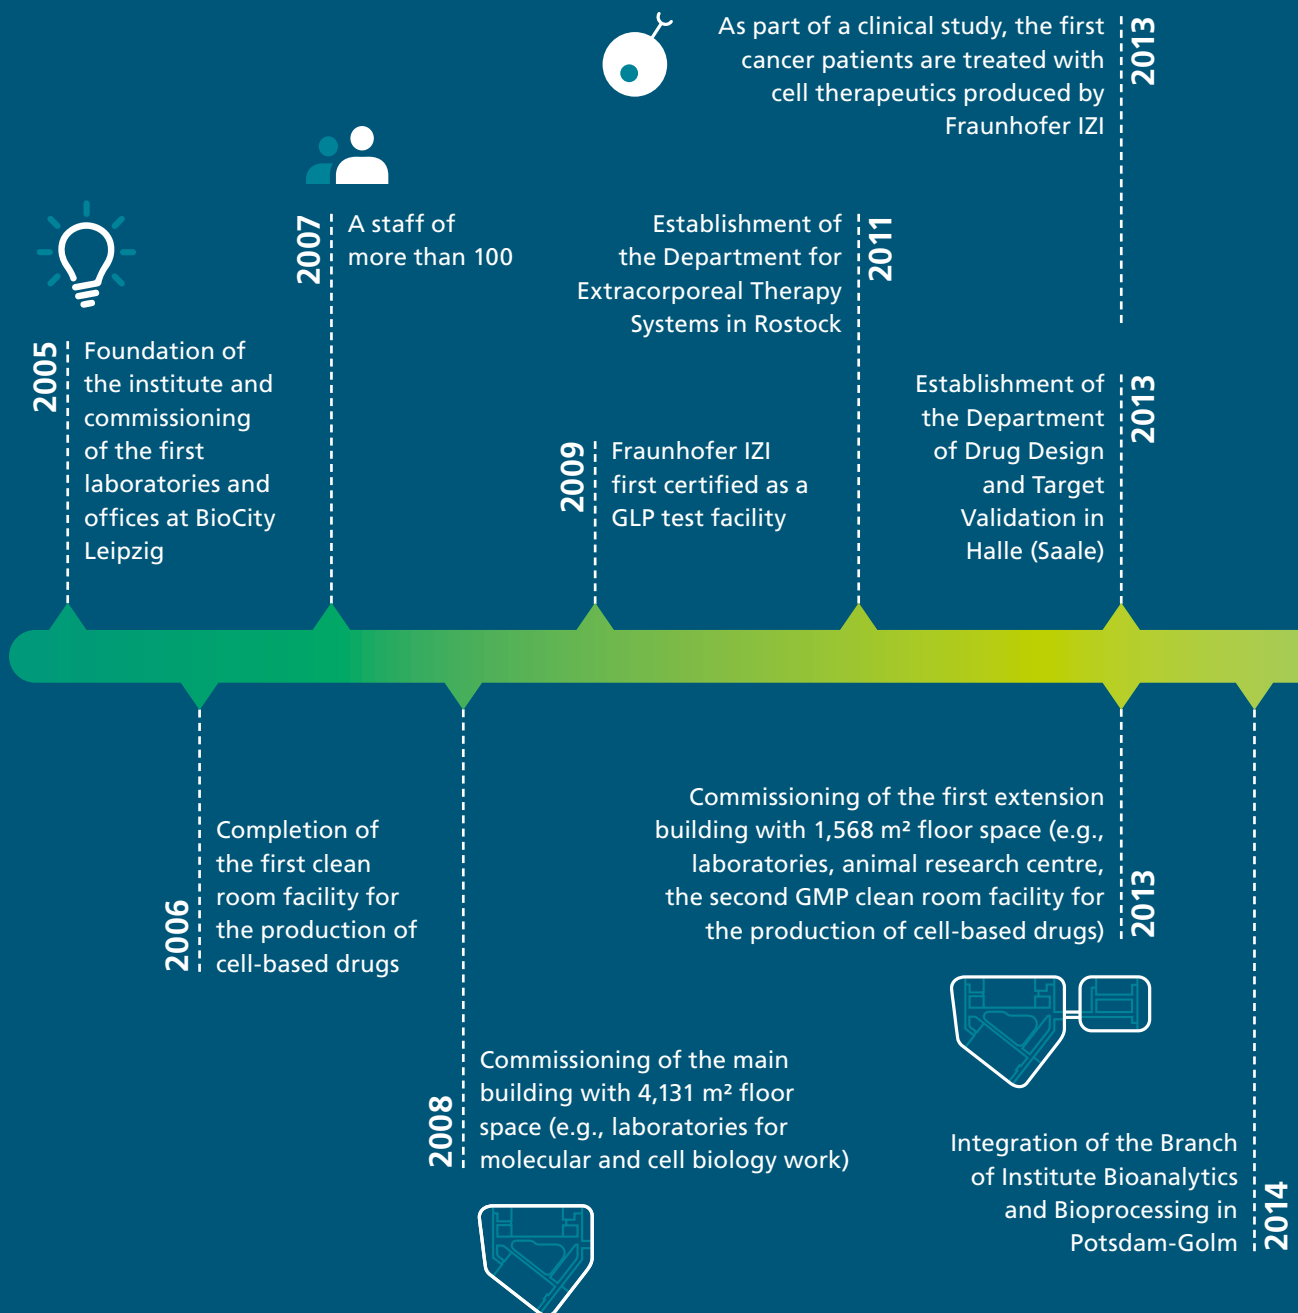 2005
Foundation of
the institute and
commissioning
of the first
laboratories and
offices at BioCity
Leipzig
2006
Completion of
the first clean
room facility for
the production of
cell-based drugs
2007
A staff of
more than 100
2008
Commissioning of the main
building with 4,131 m² floor
space (e.g., laboratories for
molecular and cell biology work)
2009
Fraunhofer IZI
first certified as a
GLP test facility
2011
Establishment of
the Department for
Extracorporeal Therapy
Systems in Rostock
2013
As part of a clinical study, the first
cancer patients are treated with
cell therapeutics produced by
Fraunhofer IZI
2013
Establishment of
the Department
of Drug Design
and Target
Validation in
Halle (Saale)
2013
Commissioning of the first extension
building with 1,568 m² floor space (e.g.,
laboratories, animal research centre,
the second GMP clean room facility for
the production of cell-based drugs)
2014
Integration of the Branch
of Institute Bioanalytics
and Bioprocessing in
Potsdam-Golm